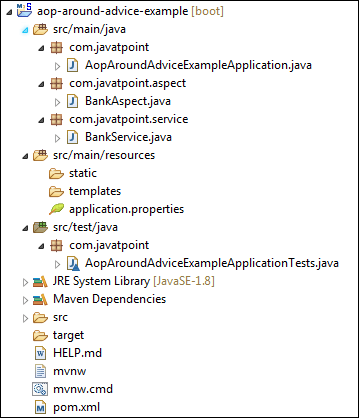 aop-around-advice-example [boot]
src/main/java
com.javatpoint
AopAroundAdviceExampleApplication.java
com.javatpoint.aspect
BankAspect.java
com.javatpoint.service
BankService.java
src/main/resources
static
templates
application.properties
src/test/java
com.javatpoint
AopAroundAdviceExampleApplicationTests.java
JRE System Library [JavaSE-1.8]
Maven Dependencies
src
target
HELP.md
mvnw
mvnw.cmd
pom.xml